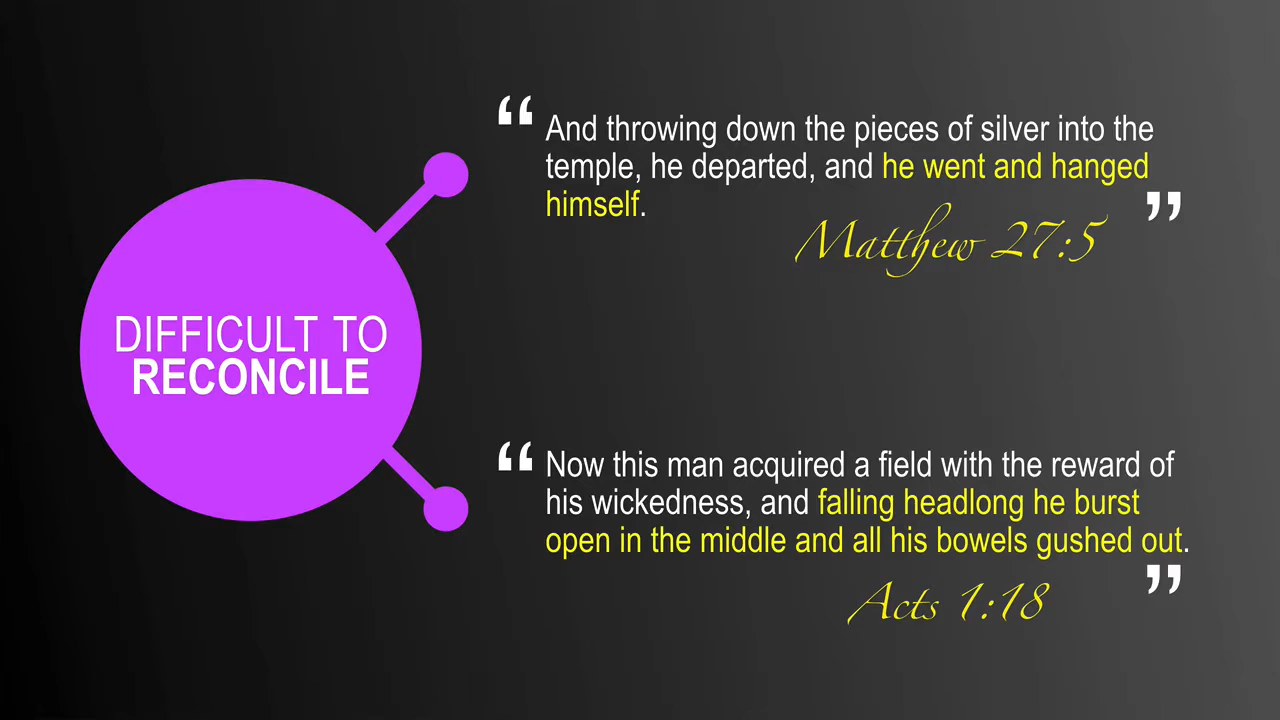 DIFFICULT TO
RECONCILE
“And throwing down the pieces of silver into the
temple, he departed, and he went and hanged
himself.”
Matthew 27:5
“Now this man acquired a field with the reward of
his wickedness, and falling headlong he burst
open in the middle and all his bowels gushed out.”
Acts 1:18